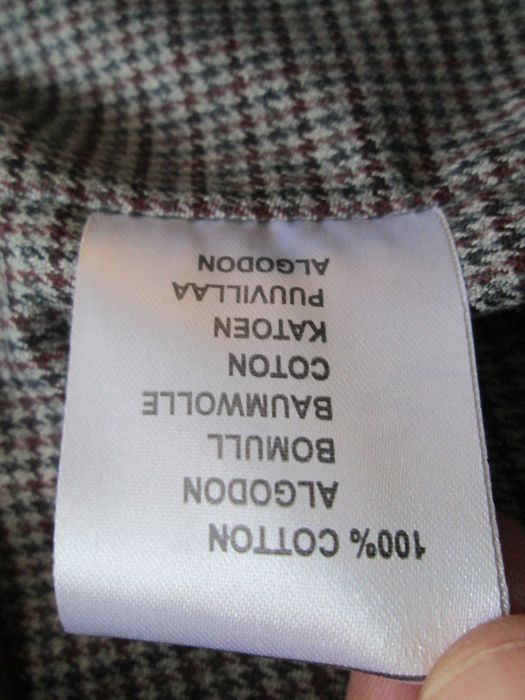 100% COTTON
ALGODON
BOMULL
BAUMWOLLE
COTON
KATOEN
PUUVILLAA
ALGODON